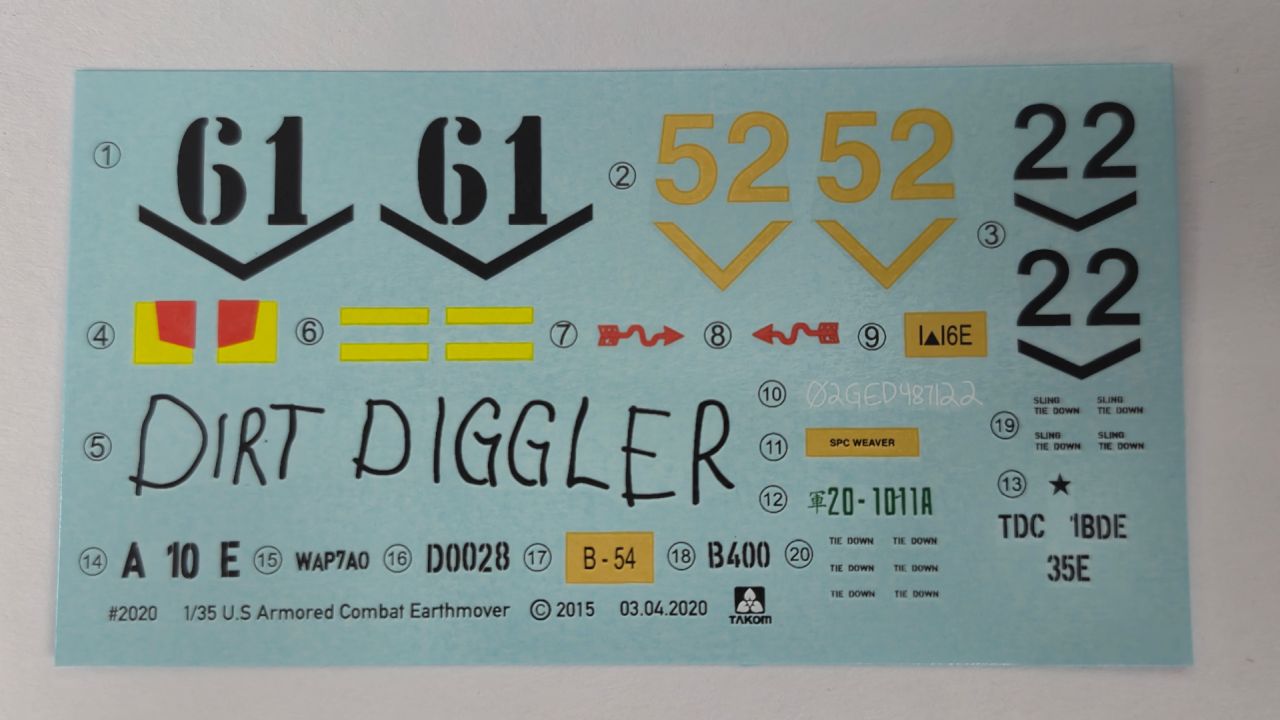 ① 61 61
② 52 52
③ 22
22
④ ⑥ ⑦ ⑧ ⑨ 1▲16E
⑤ DIRT DIGGLER
⑩ 02GED487122
⑪ SPC WEAVER
⑫ 軍20-1011A
⑲ SLING TIE DOWN SLING TIE DOWN
SLING TIE DOWN SLING TIE DOWN
⑬ ★
TDC 1BDE
35E
⑭ A 10 E ⑮ WAP7A0 ⑯ D0028 ⑰ B-54 ⑱ B400
⑳ TIE DOWN TIE DOWN
TIE DOWN TIE DOWN
TIE DOWN TIE DOWN
#2020 1/35 U.S Armored Combat Earthmover © 2015 03.04.2020 TAKOM